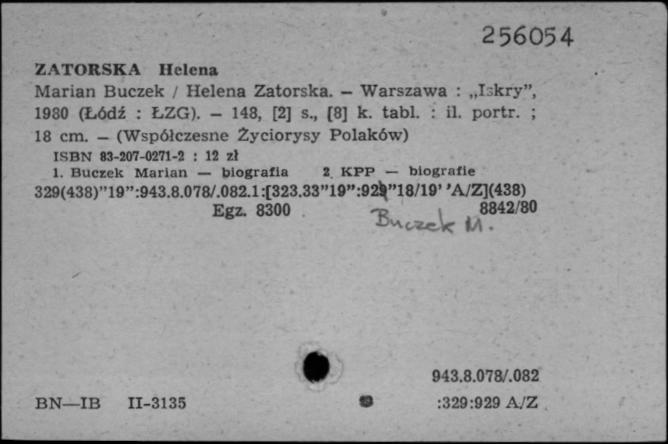 256054
ZATORSKA Helena
Marian Buczek / Helena Zatorska. — Warszawa : „Iskry”,
1980 (Łódź : ŁZG). — 148, [2] s., [8] k. tabl. : il. portr. ;
18 cm. — (Współczesne Życiorysy Polaków)
ISBN 83-207-0271-2 : 12 zł
1. Buczek Marian — biografia 2. KPP — biografie
329(438)”19”:943.8.078/.082.1:[323.33”19”:929”18/19’ ’A/Z](438)
Egz. 8300 8842/80
Buczek M.
943.8.078/.082
BN—IB II-3135 :329:929 A/Z